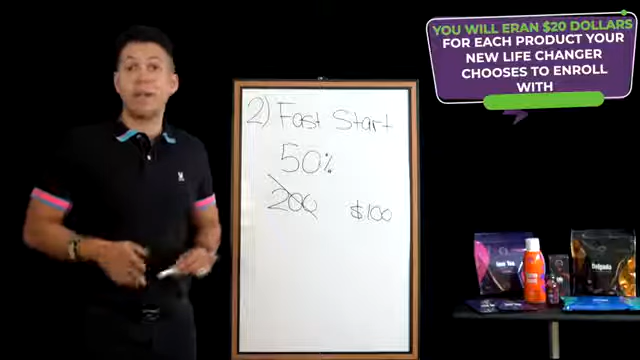 YOU WILL ERAN $20 DOLLARS
FOR EACH PRODUCT YOUR
NEW LIFE CHANGER
CHOOSES TO ENROLL
WITH
2) Fast Start
50%
200 $100
Delgada